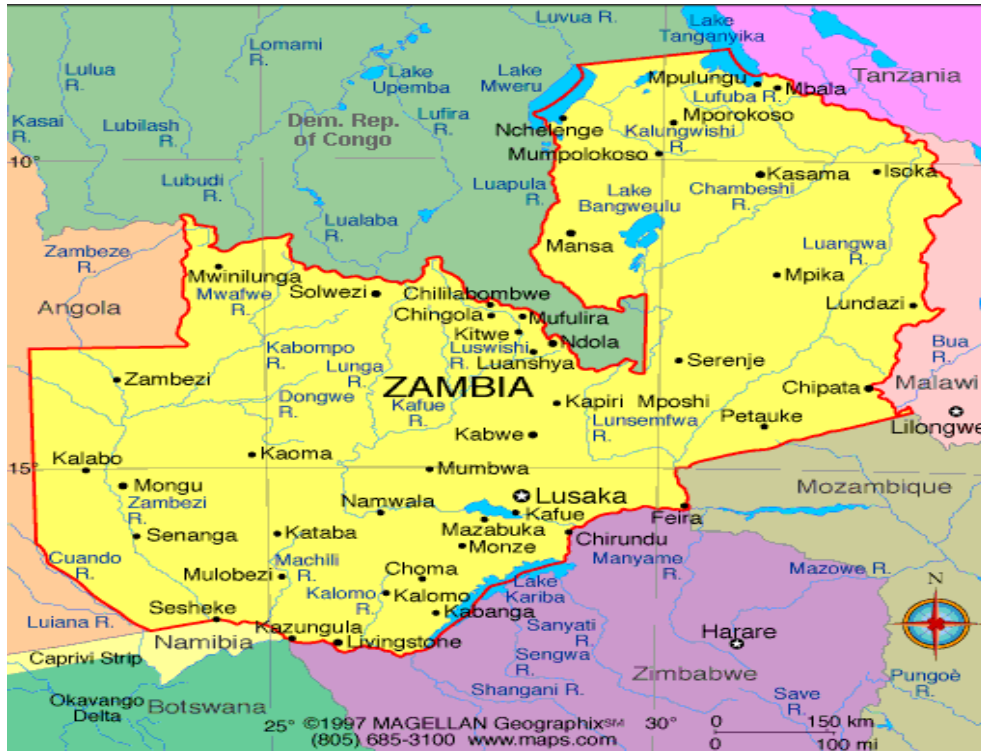 Luvua R.
Lake
Tanganyika
Lomami
R.
Lulua
R.
Lake
Upemba
Lake
Mweru
Mpulungu
Mbala
Tanzania
Lufuba R.
Kasai
R.
Lubilash
R.
Dem. Rep.
of Congo
Lufira
R.
Nchelenge
Mporokoso
Kalungwishi
R.
Mumpolokoso
10°
Lubudi
R.
Luapula
R.
Kasama
Isoka
Lake
Bangweulu
Chambeshi
R.
Lualaba
R.
Zambeze
R.
Mansa
Luangwa
R.
Mwinilunga
Mwafwe
R.
Solwezi
Mpika
Angola
Chililabombwe
Chingola
Mufulira
Lundazi
Kitwe
Ndola
Bua
R.
Kabompo
R.
Lunga
R.
Luswishi
R.
Luanshya
Serenje
Zambezi
ZAMBIA
Chipata
Malawi
Dongwe
R.
Kafue
R.
Kapiri Mposhi
Lunsemfwa
R.
Petauke
Lilongwe
Kabwe
Kalabo
Kaoma
15°
Mumbwa
Mongu
Lusaka
Mozambique
Zambezi
R.
Namwala
Kafue
Feira
Senanga
Kataba
Mazabuka
Chirundu
Monze
Cuando
R.
Machili
R.
Manyame
R.
Mazowe R.
Mulobezi
Choma
N
Kalomo
R.
Kalomo
Lake
Kariba
Sesheke
Kabanga
Luiana R.
Sanyati
R.
Kazungula
Harare
Namibia
Livingstone
Caprivi Strip
Sengwa
R.
Zimbabwe
Pungoè
R.
Okavango
Delta
Botswana
Shangani R.
Save
R.
25°
©1997 MAGELLAN Geographix℠
30°
0 150 km
(805) 685-3100 www.maps.com
0 100 mi